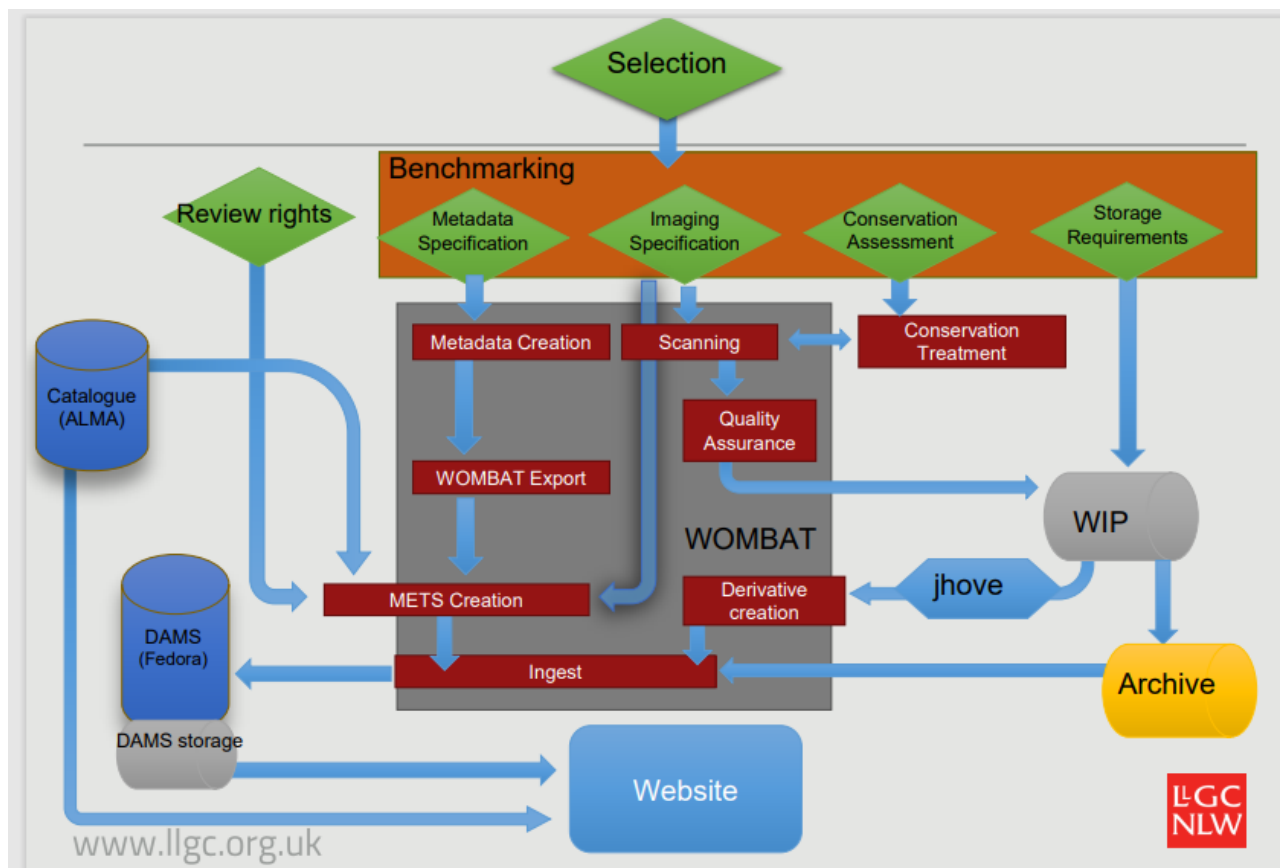 Selection
Benchmarking
Review rights
Metadada
Specification
Imaging
Specification
Conservation
Assessment
Storage
Requirements
Metadata Creation
Scanning
Conservation
Treatment
Catalogue
(ALMA)
Quality
Assurance
WOMBAT Export
WIP
WOMBAT
jhove
METS Creation
Derivative
creation
DAMS
(Fedora)
Ingest
Archive
DAMS storage
Website
LLGC
NLW
www.llgc.org.uk